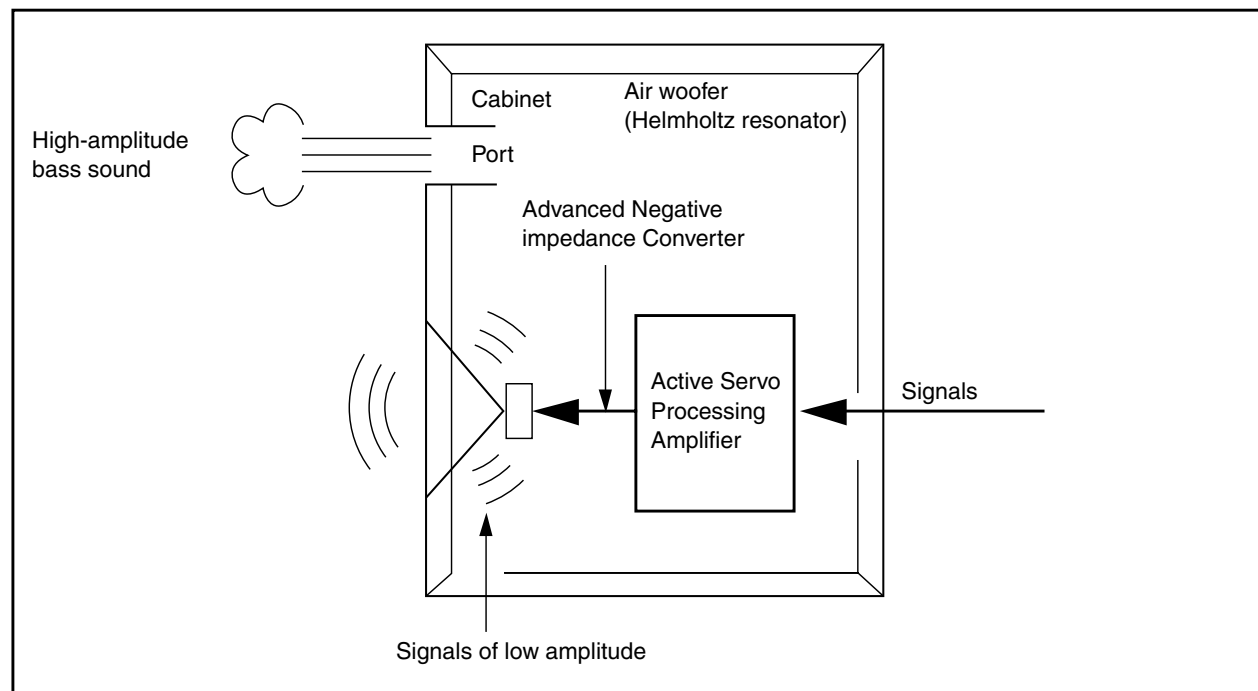 Cabinet
Air woofer
(Helmholtz resonator)
High-amplitude
bass sound
Port
Advanced Negative
impedance Converter
Active Servo
Processing
Amplifier
Signals
Signals of low amplitude